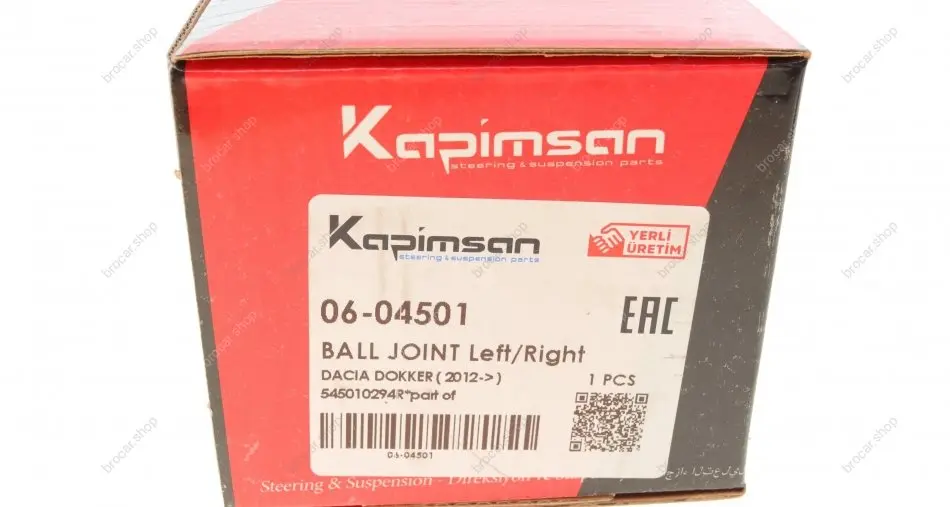 Kapimsan
steering & suspension parts
Kapimsan
steering & suspension parts
YERLİ
ÜRETİM
06-04501
EAC
BALL JOINT Left/Right
DACIA DOKKER ( 2012-> )
1 PCS
545010294R*part of
06-04501
Steering & Suspension - Direksiyon
brocar.shop